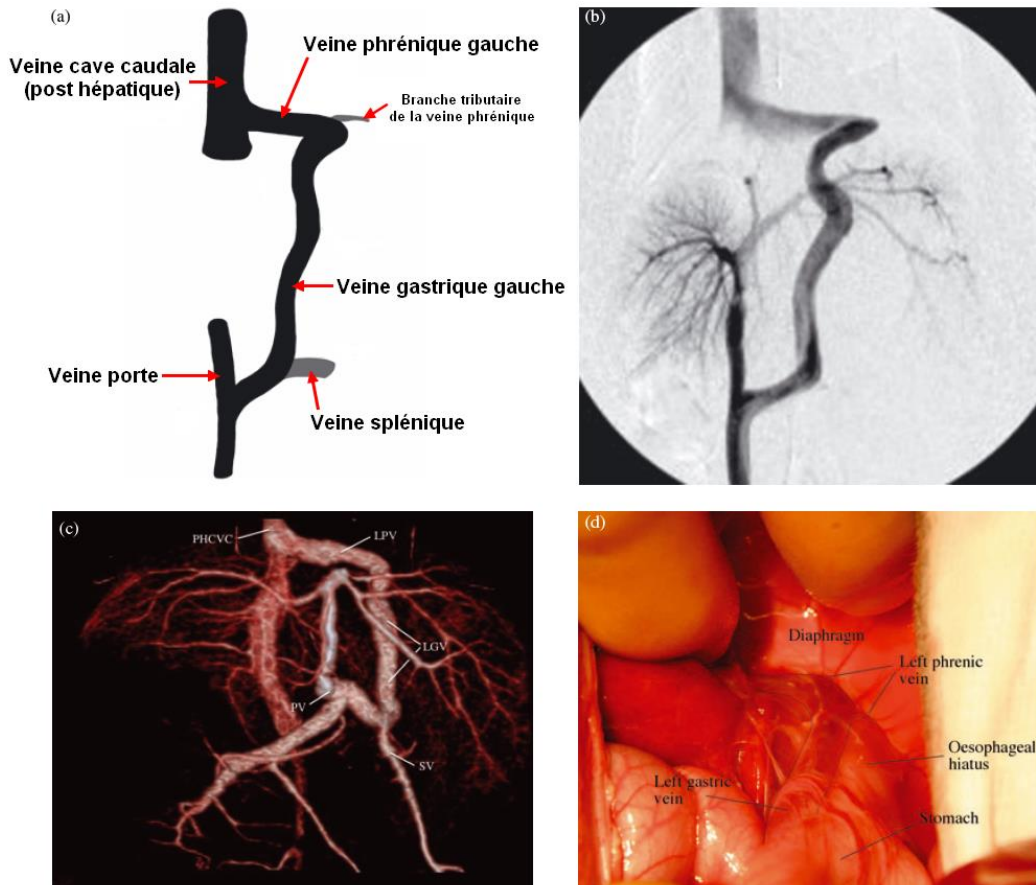 (a)
Veine phrénique gauche
Veine cave caudale
(post hépatique)
Branche tributaire
de la veine phrénique
Veine gastrique gauche
Veine porte
Veine splénique
(b)
(c)
PHCVC
LPV
LGV
PV
SV
(d)
Diaphragm
Left phrenic
vein
Oesophageal
hiatus
Left gastric
vein
Stomach